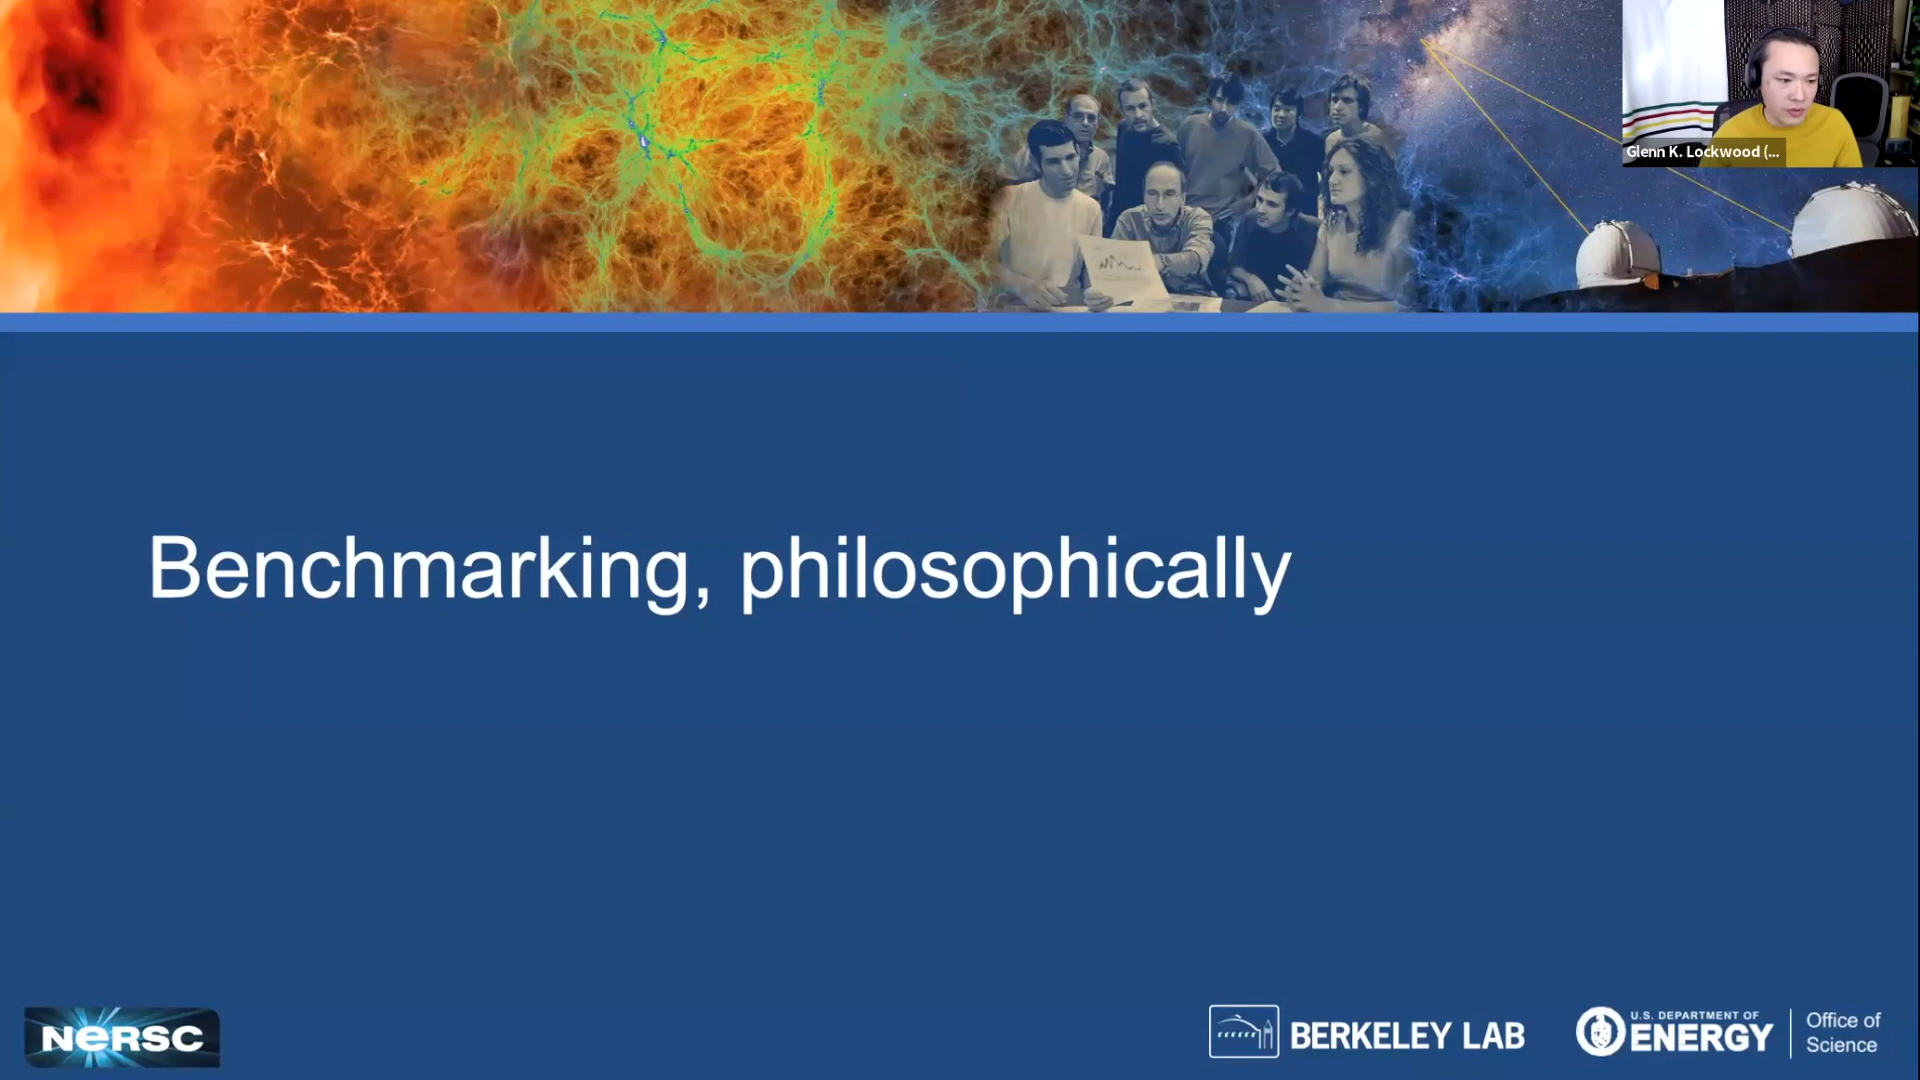 Glenn K. Lockwood (...
Benchmarking, philosophically
NERSC
BERKELEY LAB
U.S. DEPARTMENT OF
ENERGY
Office of
Science